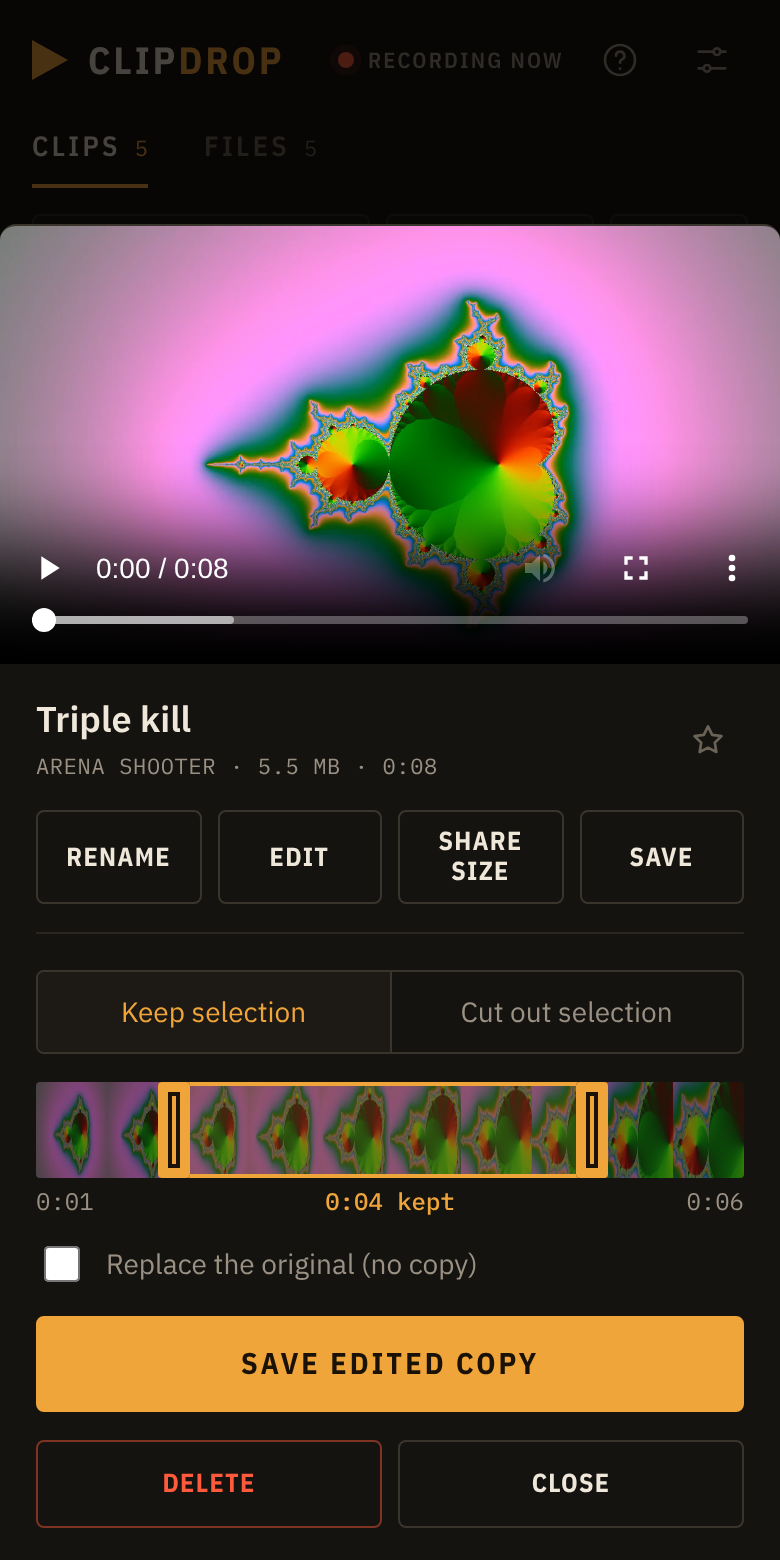 CLIPDROP RECORDING NOW
CLIPS 5 FILES 5
0:00 / 0:08
Triple kill
ARENA SHOOTER · 5.5 MB · 0:08
RENAME EDIT SHARE SIZE SAVE
Keep selection Cut out selection
0:01 0:04 kept 0:06
Replace the original (no copy)
SAVE EDITED COPY
DELETE CLOSE